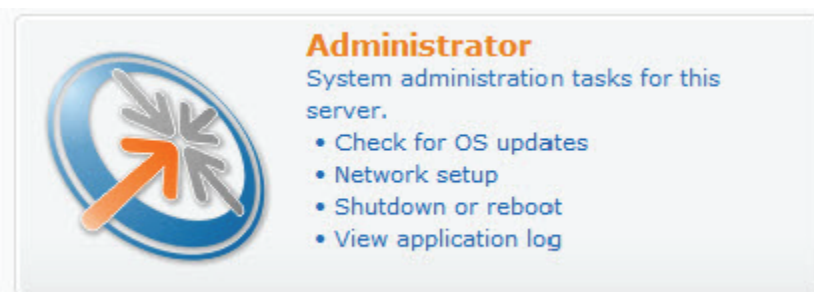 Administrator
System administration tasks for this
server.
• Check for OS updates
• Network setup
• Shutdown or reboot
• View application log